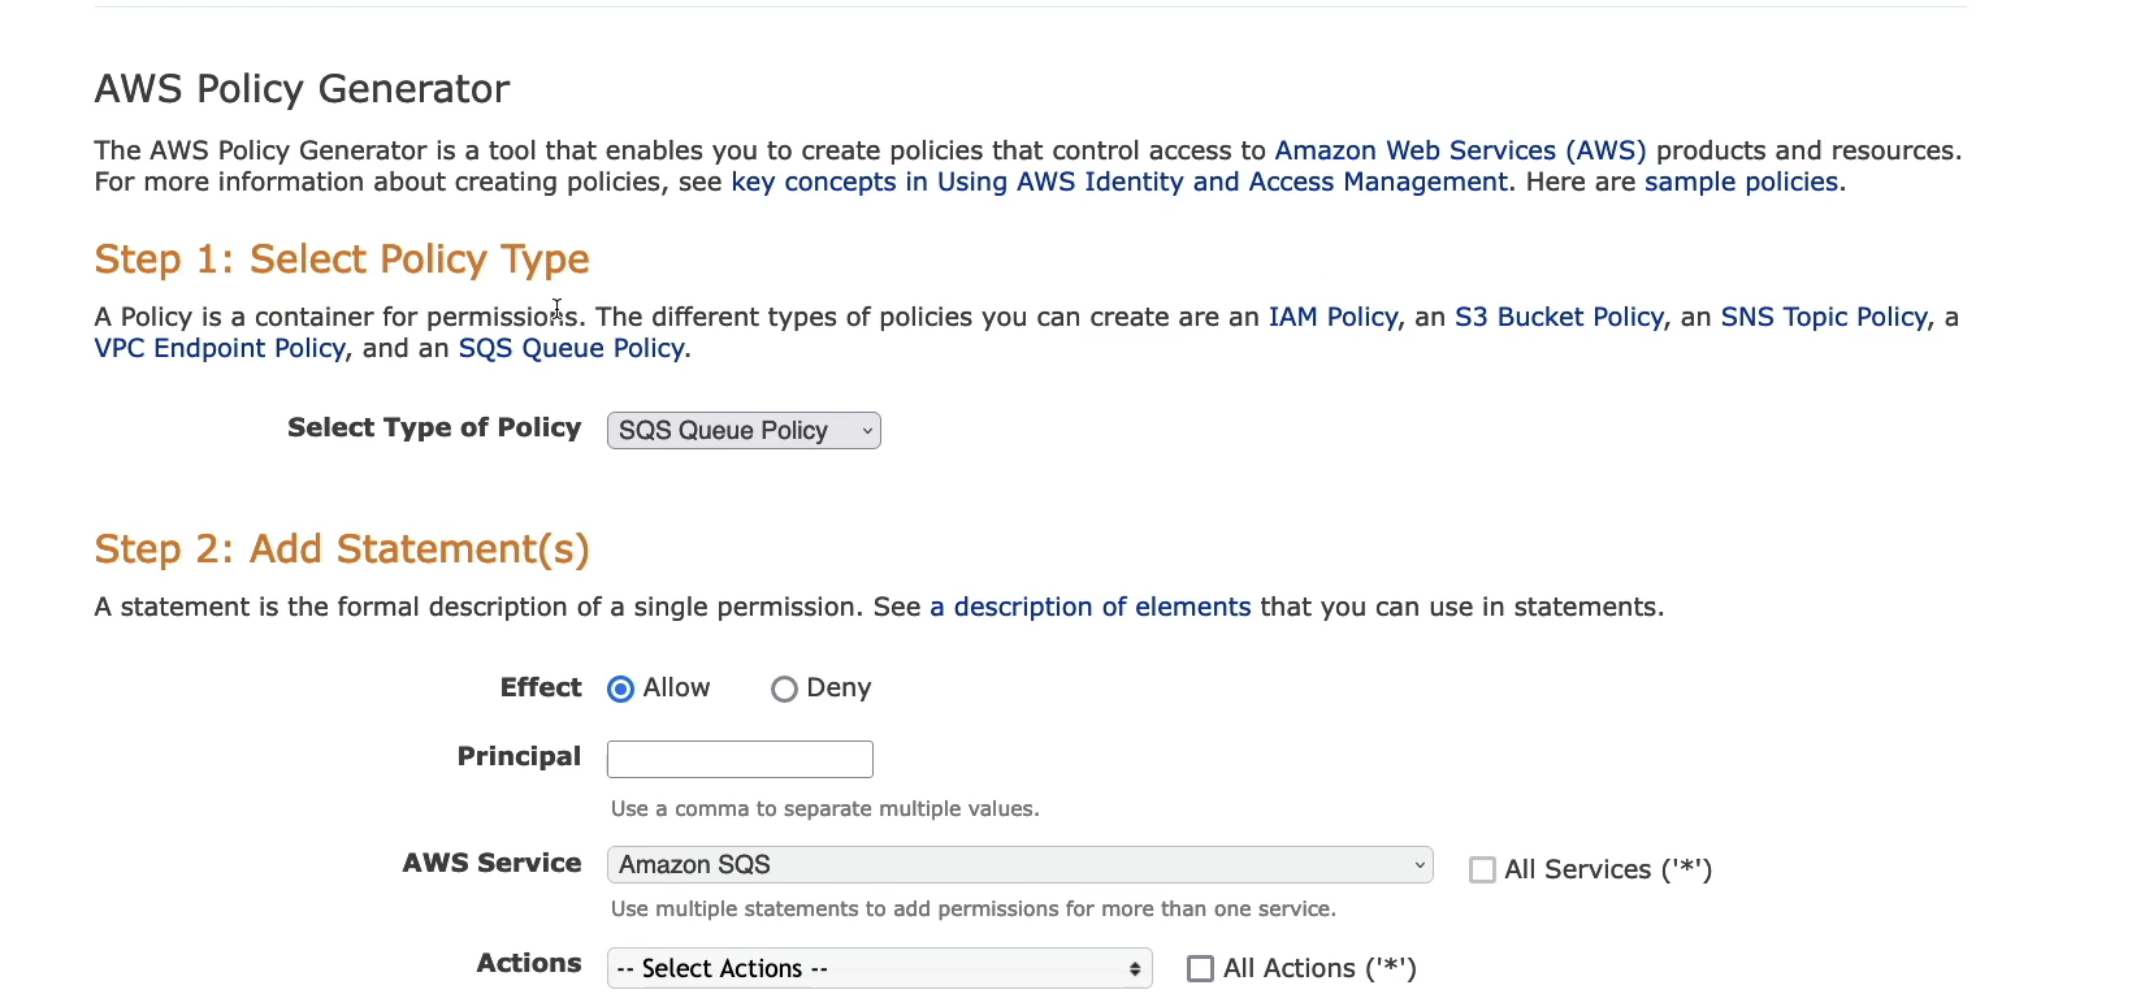 AWS Policy Generator
The AWS Policy Generator is a tool that enables you to create policies that control access to Amazon Web Services (AWS) products and resources.
For more information about creating policies, see key concepts in Using AWS Identity and Access Management. Here are sample policies.
Step 1: Select Policy Type
A Policy is a container for permissions. The different types of policies you can create are an IAM Policy, an S3 Bucket Policy, an SNS Topic Policy, a
VPC Endpoint Policy, and an SQS Queue Policy.
Select Type of Policy SQS Queue Policy
Step 2: Add Statement(s)
A statement is the formal description of a single permission. See a description of elements that you can use in statements.
Effect Allow Deny
Principal
Use a comma to separate multiple values.
AWS Service Amazon SQS All Services ('*')
Use multiple statements to add permissions for more than one service.
Actions -- Select Actions -- All Actions ('*')